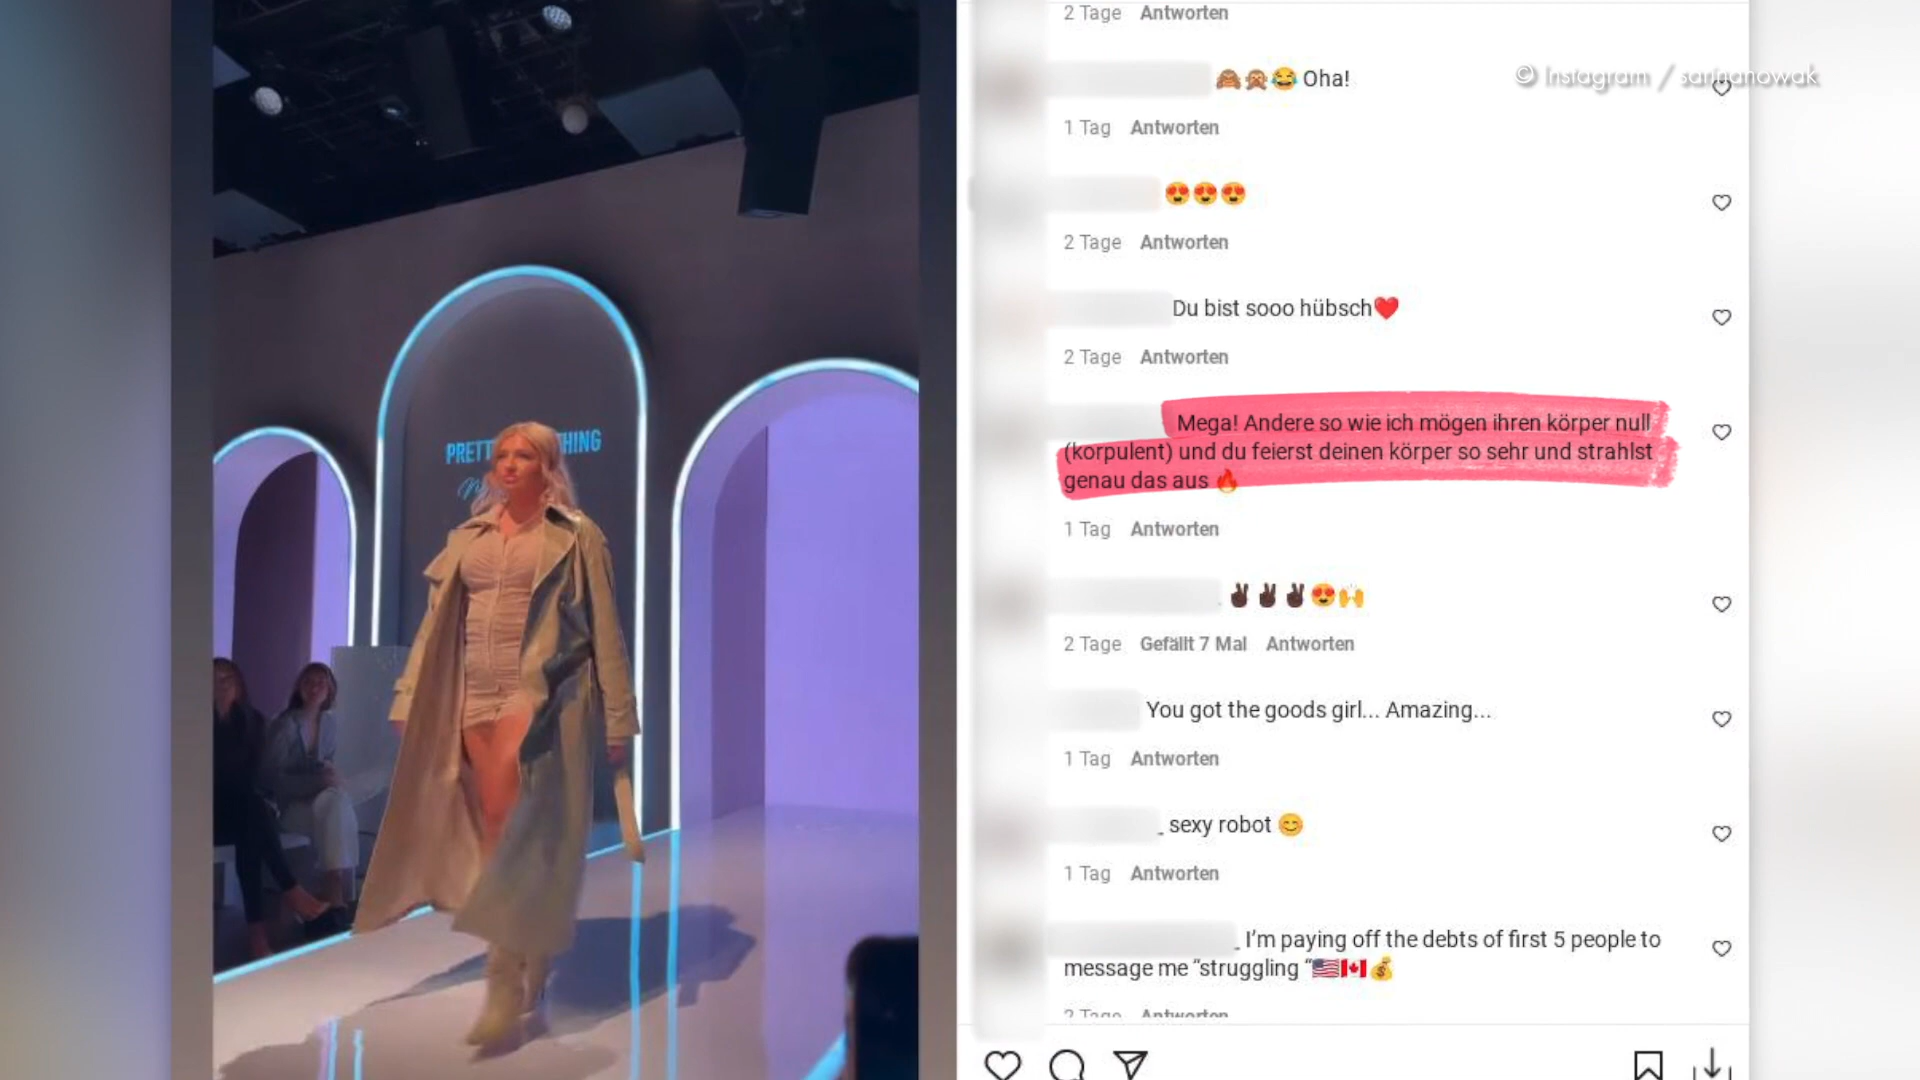 PRETT HING
© Instagram / sarinanowak
2 Tage Antworten
🙈🙊😂 Oha!
1 Tag Antworten
😍😍😍
2 Tage Antworten
Du bist sooo hübsch❤️
2 Tage Antworten
Mega! Andere so wie ich mögen ihren körper null
(korpulent) und du feierst deinen körper so sehr und strahlst
genau das aus 🔥
1 Tag Antworten
✌🏿✌🏿✌🏿😍🙌
2 Tage Gefällt 7 Mal Antworten
You got the goods girl... Amazing...
1 Tag Antworten
sexy robot 😊
1 Tag Antworten
I’m paying off the debts of first 5 people to
message me “struggling “🇺🇸🇨🇦💰
2 Tage Antworten